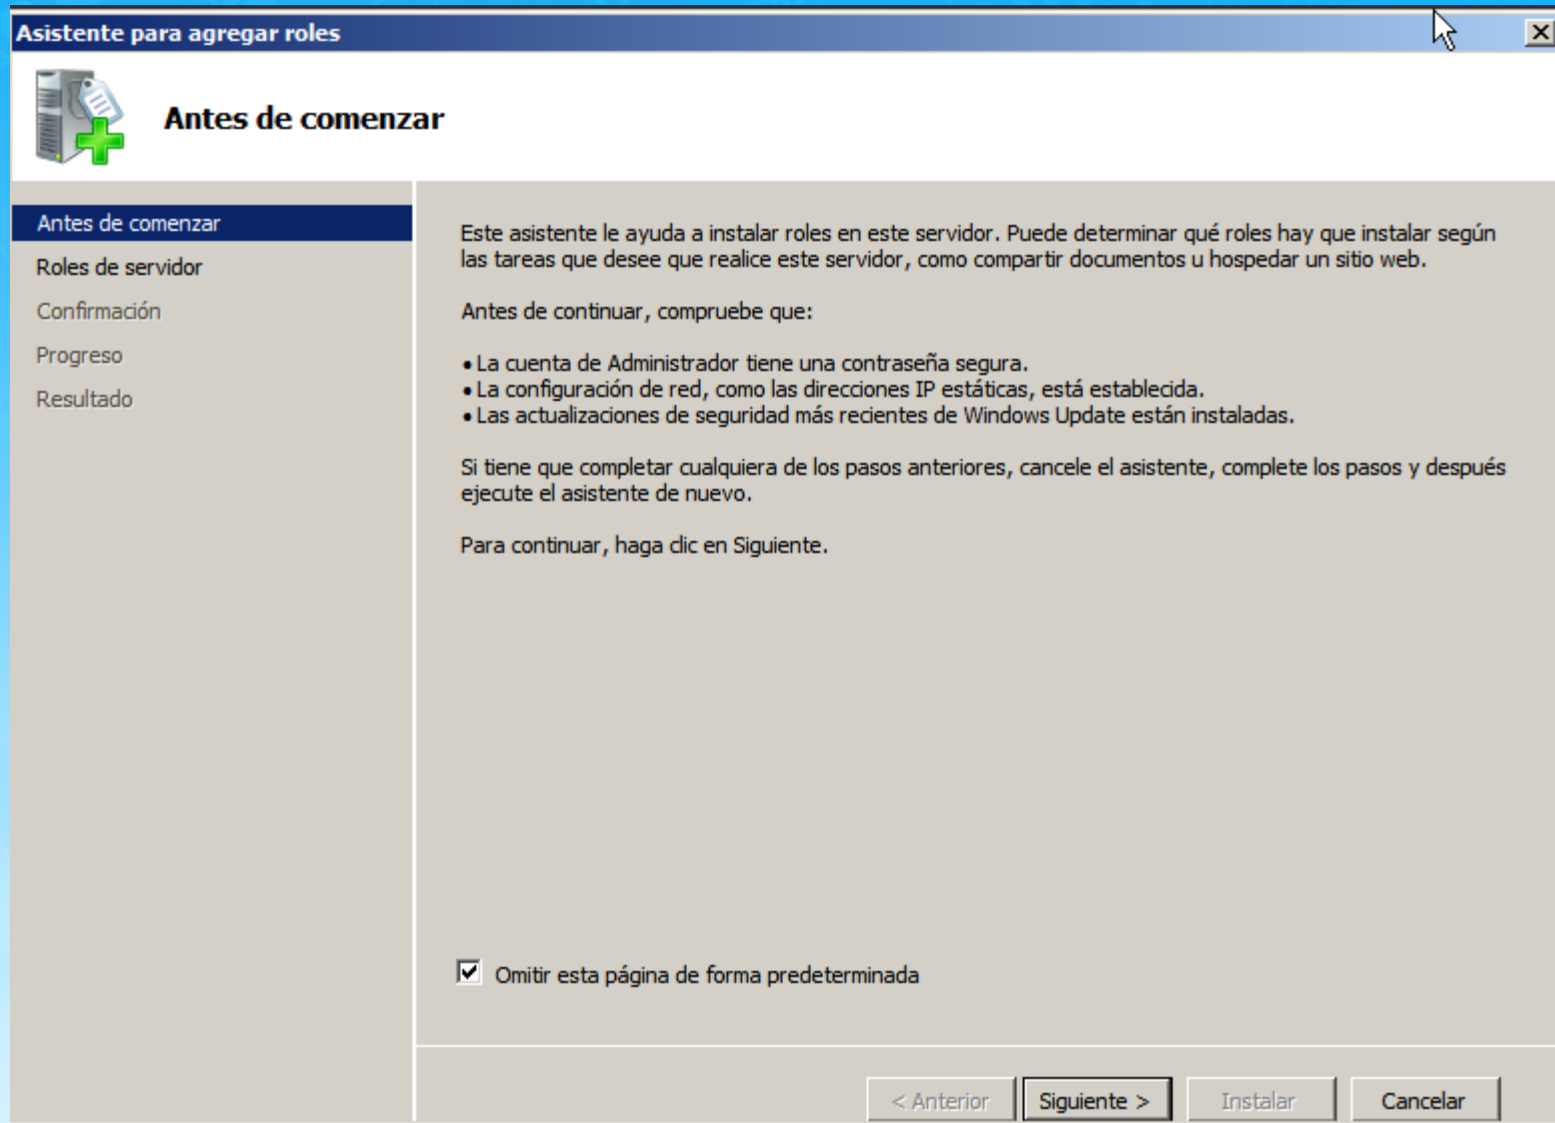 Asistente para agregar roles
Antes de comenzar
Antes de comenzar
Roles de servidor
Confirmación
Progreso
Resultado
Este asistente le ayuda a instalar roles en este servidor. Puede determinar qué roles hay que instalar según
las tareas que desee que realice este servidor, como compartir documentos u hospedar un sitio web.
Antes de continuar, compruebe que:
• La cuenta de Administrador tiene una contraseña segura.
• La configuración de red, como las direcciones IP estáticas, está establecida.
• Las actualizaciones de seguridad más recientes de Windows Update están instaladas.
Si tiene que completar cualquiera de los pasos anteriores, cancele el asistente, complete los pasos y después
ejecute el asistente de nuevo.
Para continuar, haga clic en Siguiente.
Omitir esta página de forma predeterminada
< Anterior Siguiente > Instalar Cancelar